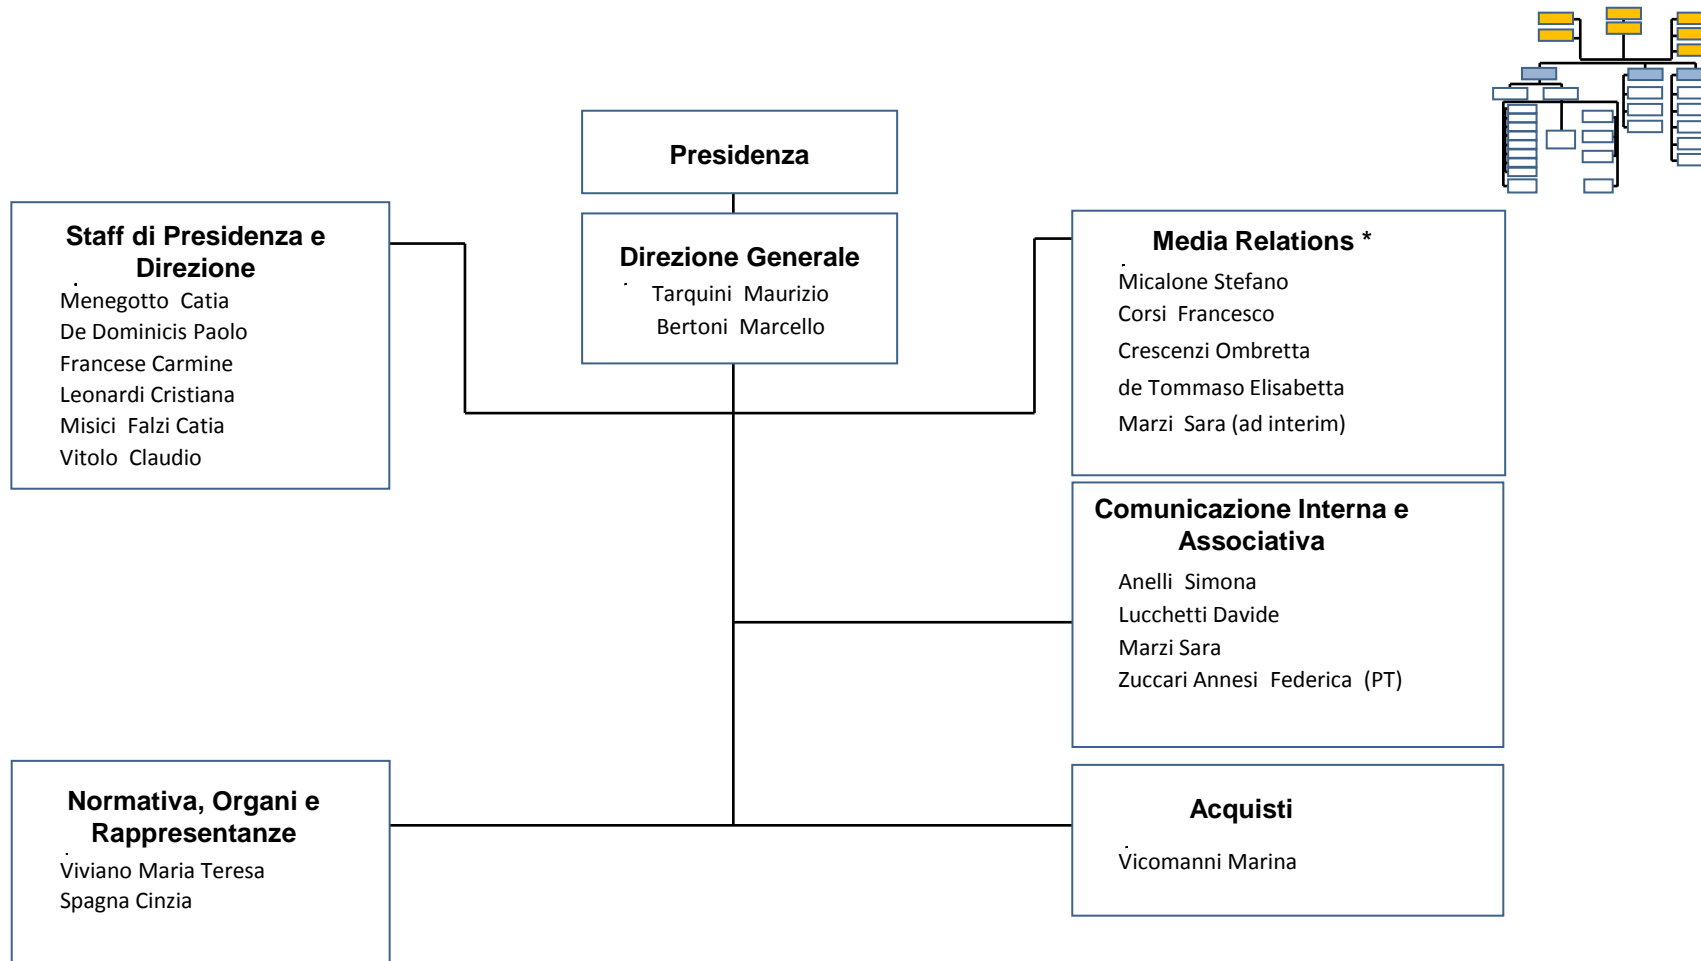 Presidenza
Direzione Generale
Tarquini Maurizio
Bertoni Marcello
Staff di Presidenza e
Direzione
Menegotto Catia
De Dominicis Paolo
Francese Carmine
Leonardi Cristiana
Misici Falzi Catia
Vitolo Claudio
Media Relations *
Micalone Stefano
Corsi Francesco
Crescenzi Ombretta
de Tommaso Elisabetta
Marzi Sara (ad interim)
Comunicazione Interna e
Associativa
Anelli Simona
Lucchetti Davide
Marzi Sara
Zuccari Annesi Federica (PT)
Normativa, Organi e
Rappresentanze
Viviano Maria Teresa
Spagna Cinzia
Acquisti
Vicomanni Marina